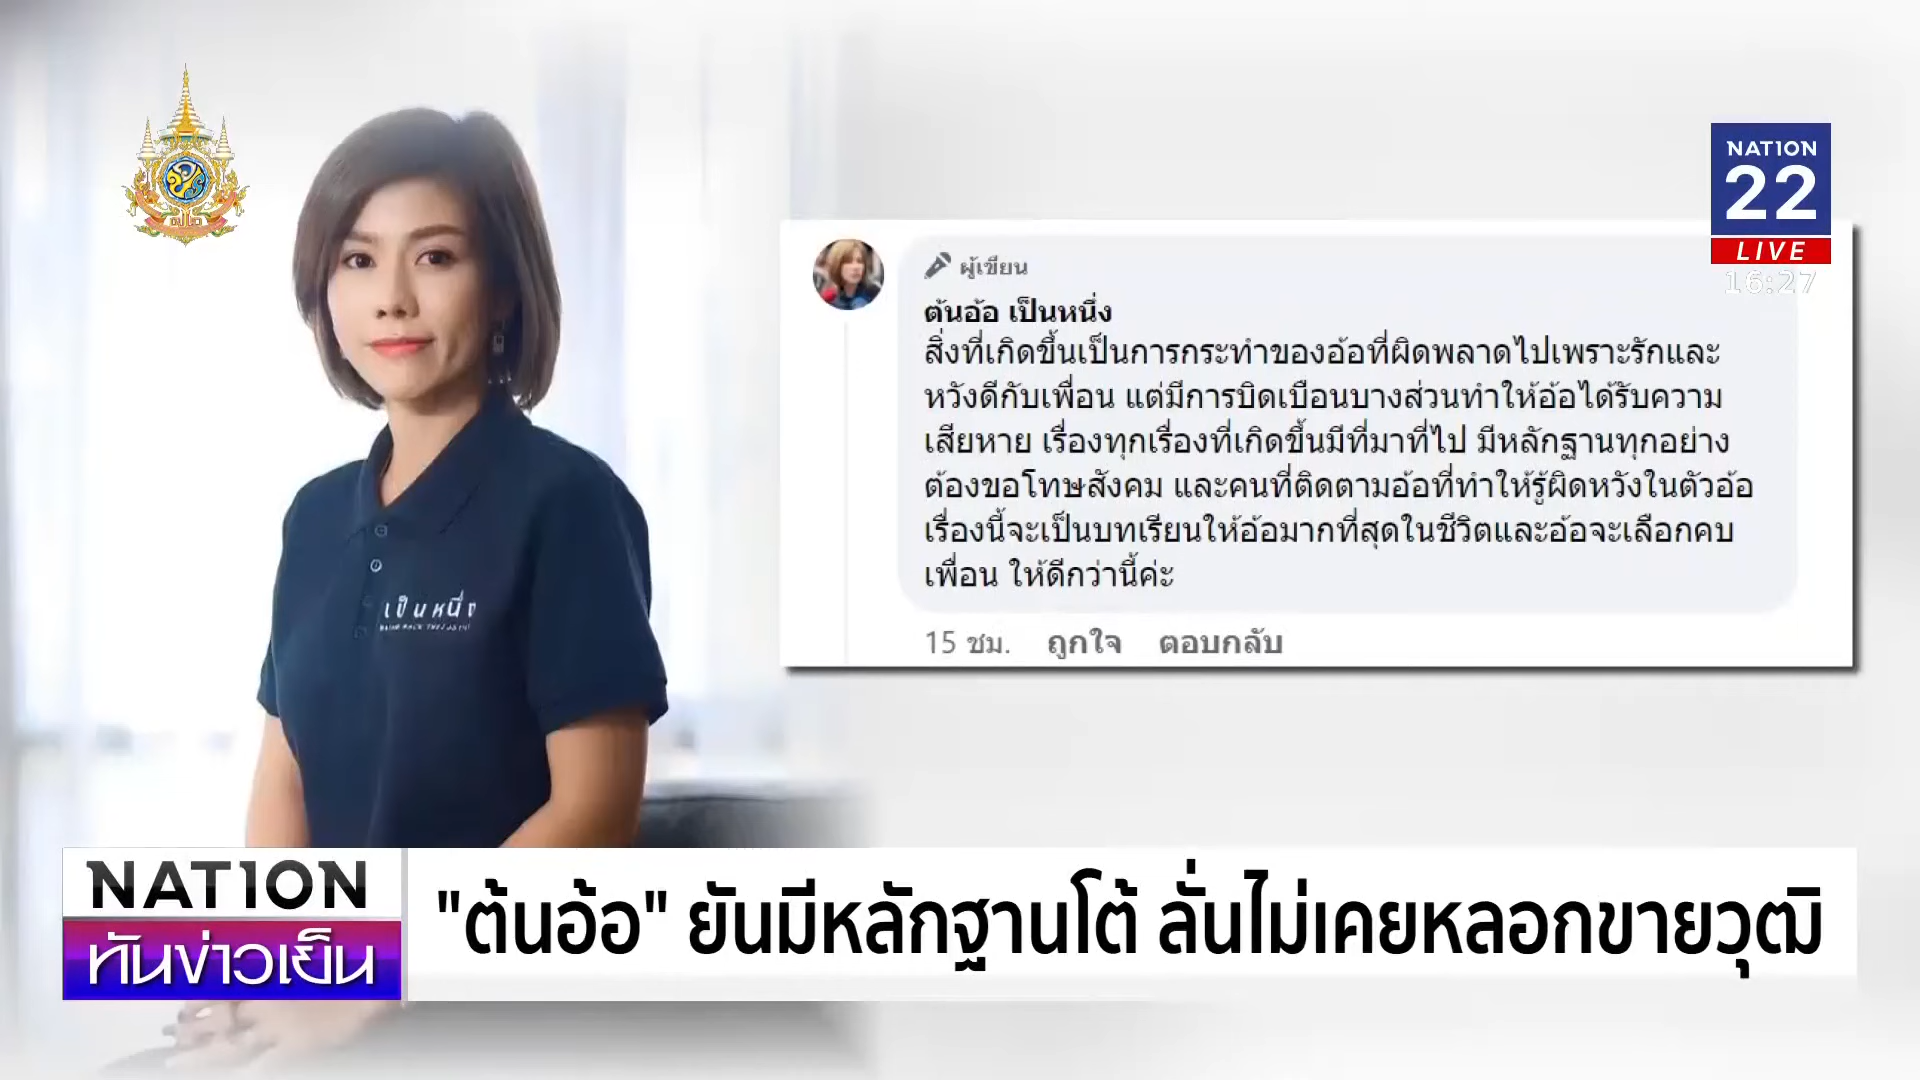 NATION
22
LIVE
16:27
ผู้เขียน
ต้นอ้อ เป็นหนึ่ง
สิ่งที่เกิดขึ้นเป็นการกระทำของอ้อที่ผิดพลาดไปเพราะรักและ
หวังดีกับเพื่อน แต่มีการบิดเบือนบางส่วนทำให้อ้อได้รับความ
เสียหาย เรื่องทุกเรื่องที่เกิดขึ้นมีที่มาที่ไป มีหลักฐานทุกอย่าง
ต้องขอโทษสังคม และคนที่ติดตามอ้อที่ทำให้รู้ผิดหวังในตัวอ้อ
เรื่องนี้จะเป็นบทเรียนให้อ้อมากที่สุดในชีวิตและอ้อจะเลือกคบ
เพื่อน ให้ดีกว่านี้ค่ะ
15 ชม. ถูกใจ ตอบกลับ
เป็นหนึ่ง
NATION
ทันข่าวเย็น
"ต้นอ้อ" ยันมีหลักฐานโต้ ลั่นไม่เคยหลอกขายวุฒิ